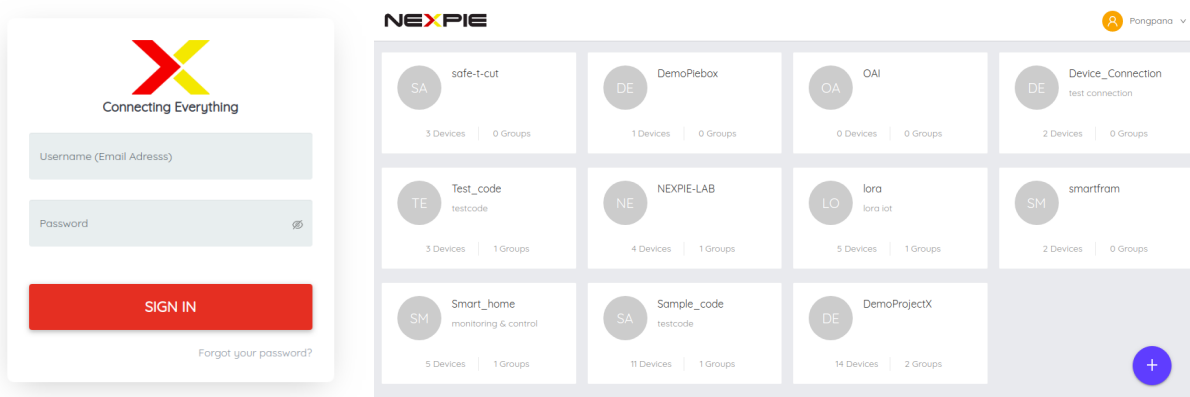 Connecting Everything
Username (Email Adresss)
Password
SIGN IN
Forgot your password?
NEXPIE
Pongpana
SA
safe-t-cut
3 Devices
0 Groups
DE
DemoPiebox
1 Devices
0 Groups
OA
OAI
0 Devices
0 Groups
DE
Device_Connection
test connection
2 Devices
0 Groups
TE
Test_code
testcode
3 Devices
1 Groups
NE
NEXPIE-LAB
4 Devices
1 Groups
LO
lora
lora iot
5 Devices
1 Groups
SM
smartfram
2 Devices
0 Groups
SM
Smart_home
monitoring & control
5 Devices
1 Groups
SA
Sample_code
testcode
11 Devices
1 Groups
DE
DemoProjectX
14 Devices
2 Groups